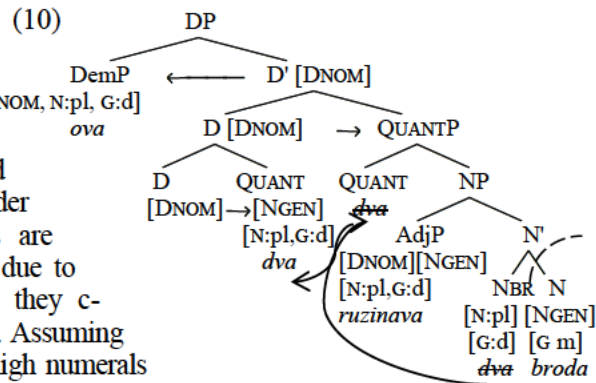 (10) DP
DemP ← D' [DNOM]
NOM, N:pl, G:d]
ova D [DNOM] → QUANTP
d
D QUANT QUANT NP
der
[DNOM]→[NGEN] dva
are [N:pl,G:d] AdjP N'
due to dva [DNOM][NGEN]
they c- [N:pl,G:d] NBR N
. Assuming ruzinava [N:pl] [NGEN]
[G:d] [G m]
igh numerals dva broda